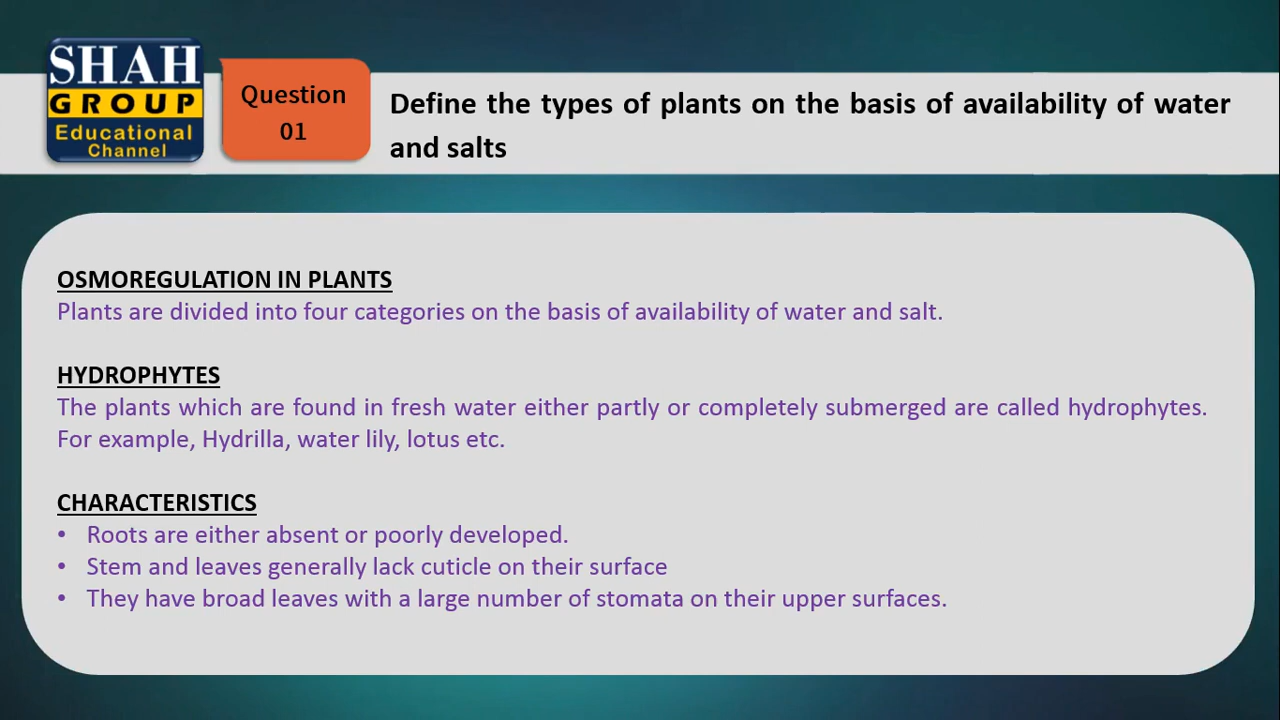 SHAH
GROUP
Educational
Channel
Question
01
Define the types of plants on the basis of availability of water
and salts
OSMOREGULATION IN PLANTS
Plants are divided into four categories on the basis of availability of water and salt.
HYDROPHYTES
The plants which are found in fresh water either partly or completely submerged are called hydrophytes.
For example, Hydrilla, water lily, lotus etc.
CHARACTERISTICS
• Roots are either absent or poorly developed.
• Stem and leaves generally lack cuticle on their surface
• They have broad leaves with a large number of stomata on their upper surfaces.